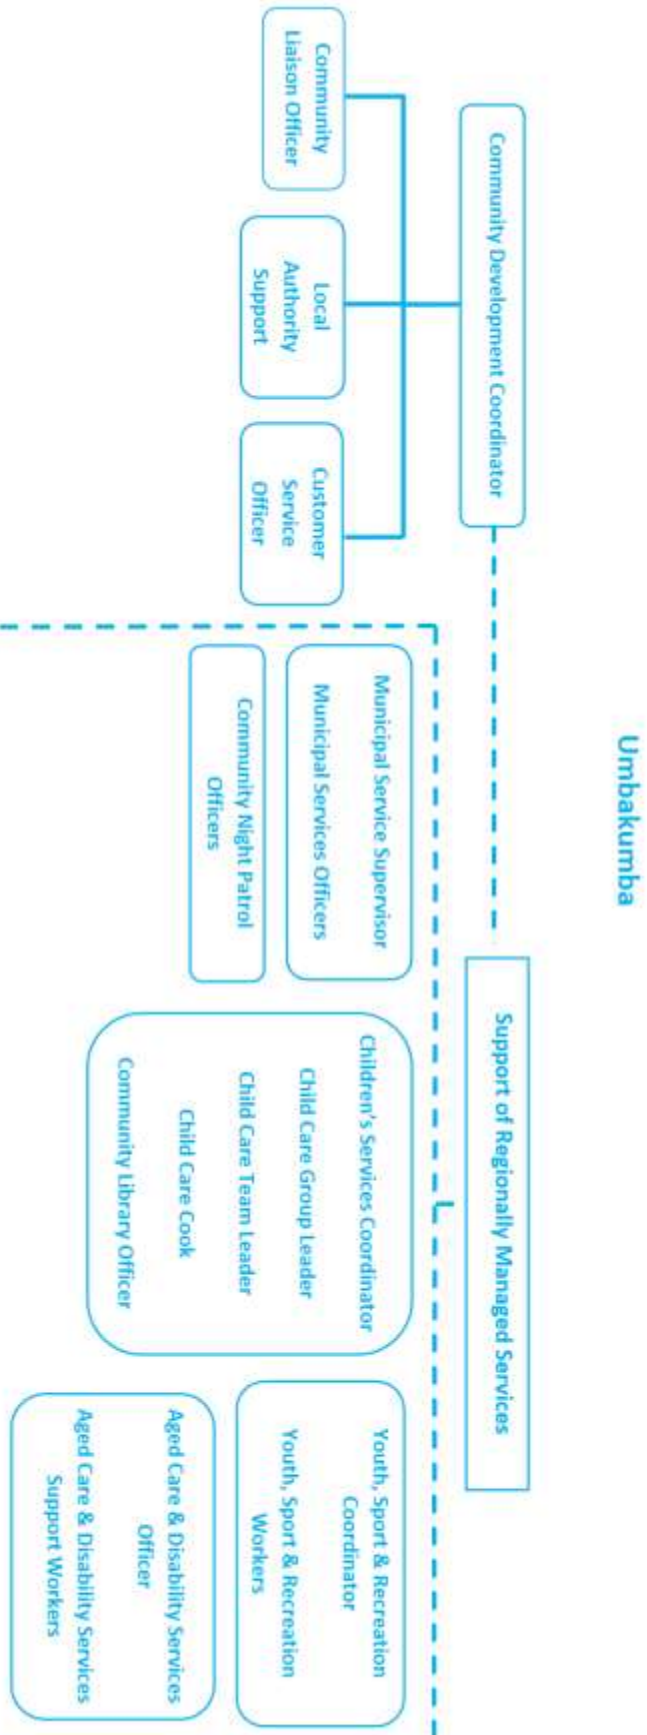 Umbakumba
Community Development Coordinator
Support of Regionally Managed Services
Community
Liaison Officer
Local
Authority
Support
Customer
Service
Officer
Municipal Service Supervisor
Municipal Services Officers
Community Night Patrol
Officers
Children's Services Coordinator
Child Care Group Leader
Child Care Team Leader
Child Care Cook
Community Library Officer
Youth, Sport & Recreation
Coordinator
Youth, Sport & Recreation
Workers
Aged Care & Disability Services
Officer
Aged Care & Disability Services
Support Workers